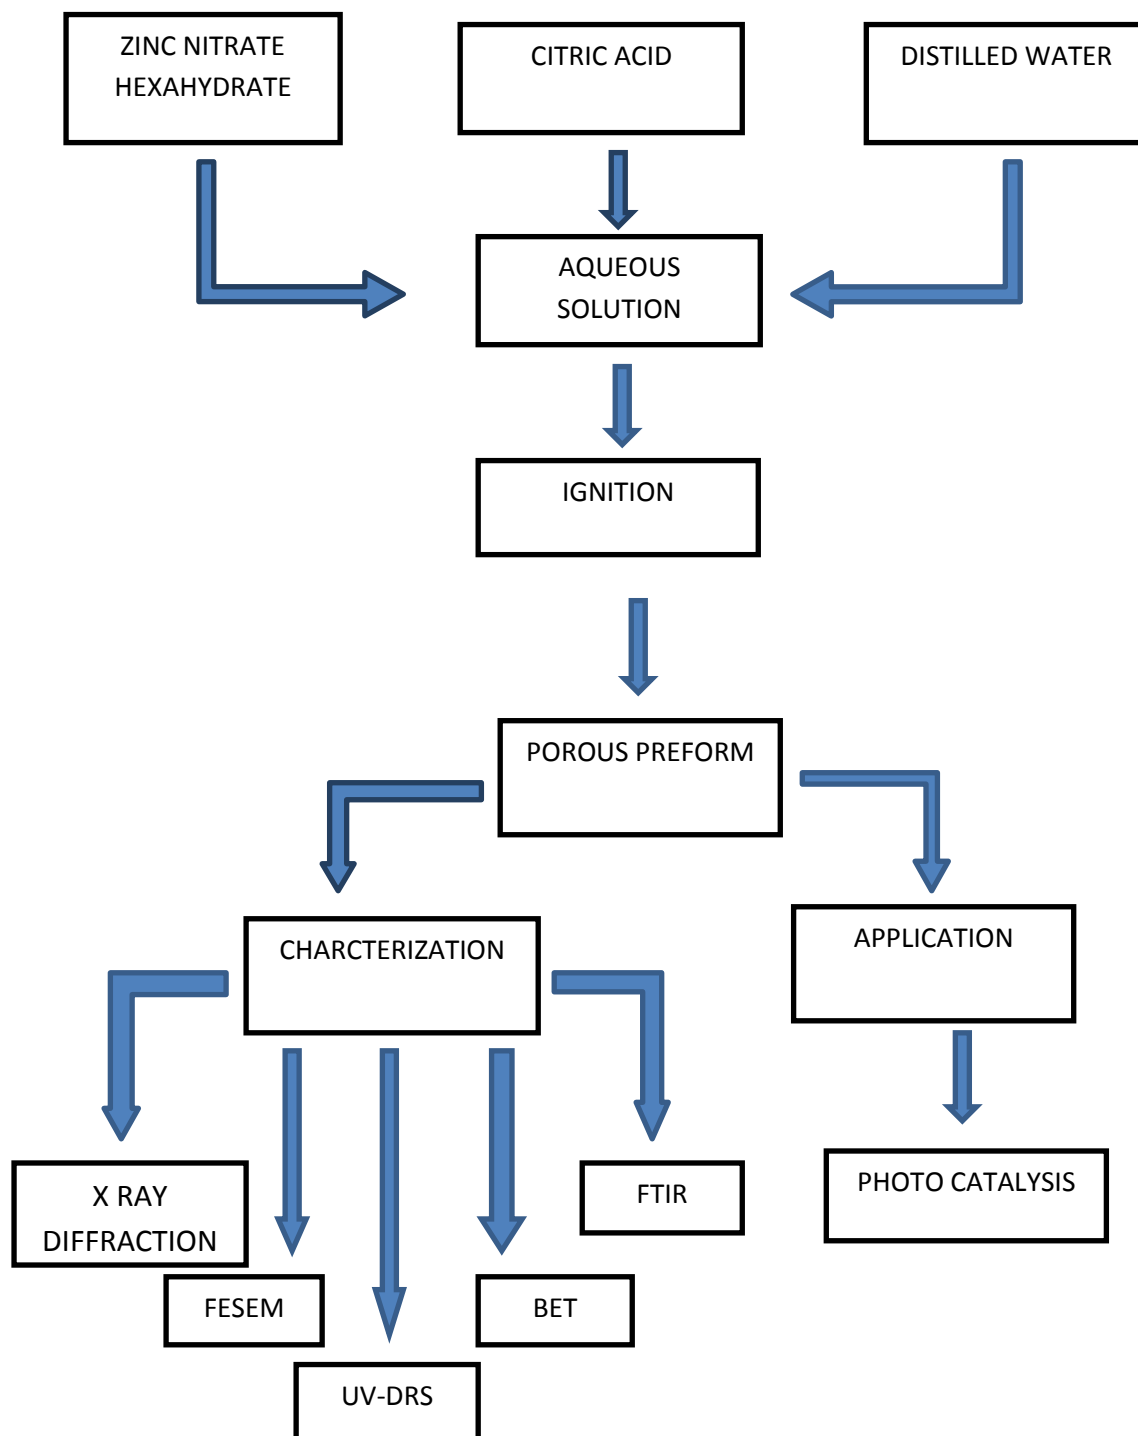 ZINC NITRATE
HEXAHYDRATE
CITRIC ACID
DISTILLED WATER
AQUEOUS
SOLUTION
IGNITION
POROUS PREFORM
CHARCTERIZATION
APPLICATION
X RAY
DIFFRACTION
FTIR
PHOTO CATALYSIS
FESEM
BET
UV-DRS